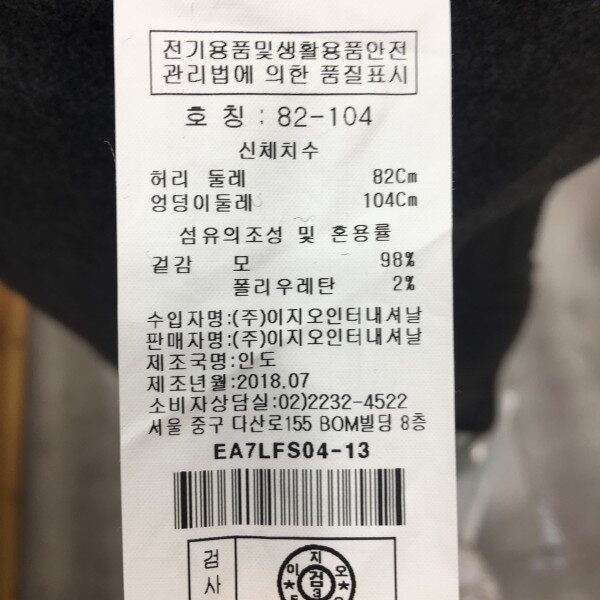 전기용품및생활용품안전
관리법에 의한 품질표시
호 칭 : 82-104
신체치수
허리 둘레 82Cm
엉덩이둘레 104Cm
섬유의조성 및 혼용률
겉감 모 98%
폴리우레탄 2%
수입자명:(주)이지오인터내셔날
판매자명:(주)이지오인터내셔날
제조국명:인도
제조년월:2018.07
소비자상담실:02)2232-4522
서울 중구 다산로155 BOM빌딩 8층
EA7LFS04-13
검사
이지오
검
3